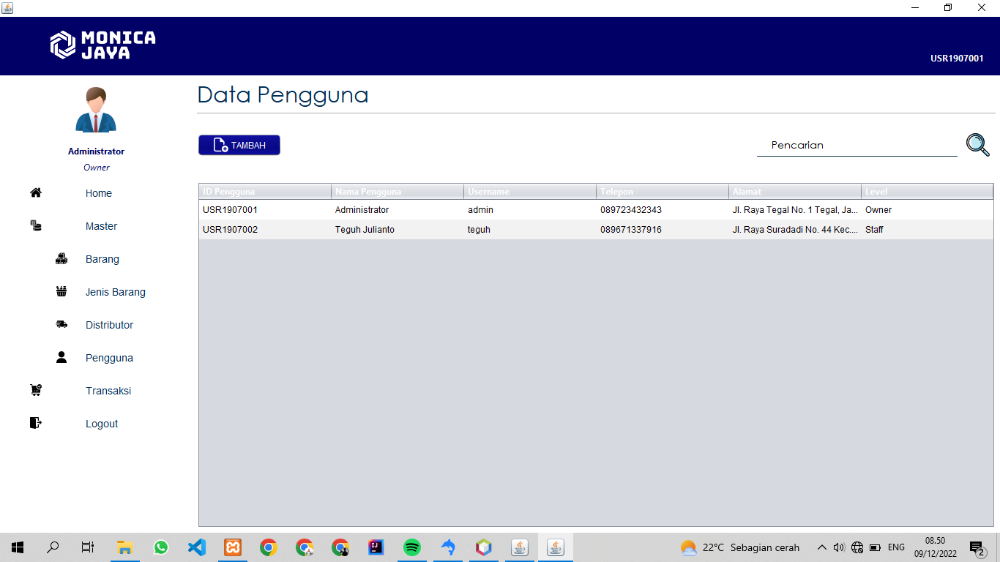 MONICA
JAYA
USR1907001
Administrator
Owner
Home
Master
Barang
Jenis Barang
Distributor
Pengguna
Transaksi
Logout
Data Pengguna
TAMBAH
Pencarian
ID Pengguna Nama Pengguna Username Telepon Alamat Level
USR1907001 Administrator admin 089723432343 Jl. Raya Tegal No. 1 Tegal, Ja... Owner
USR1907002 Teguh Julianto teguh 089671337916 Jl. Raya Suradadi No. 44 Kec.... Staff
22°C Sebagian cerah
ENG
08.50
09/12/2022
2